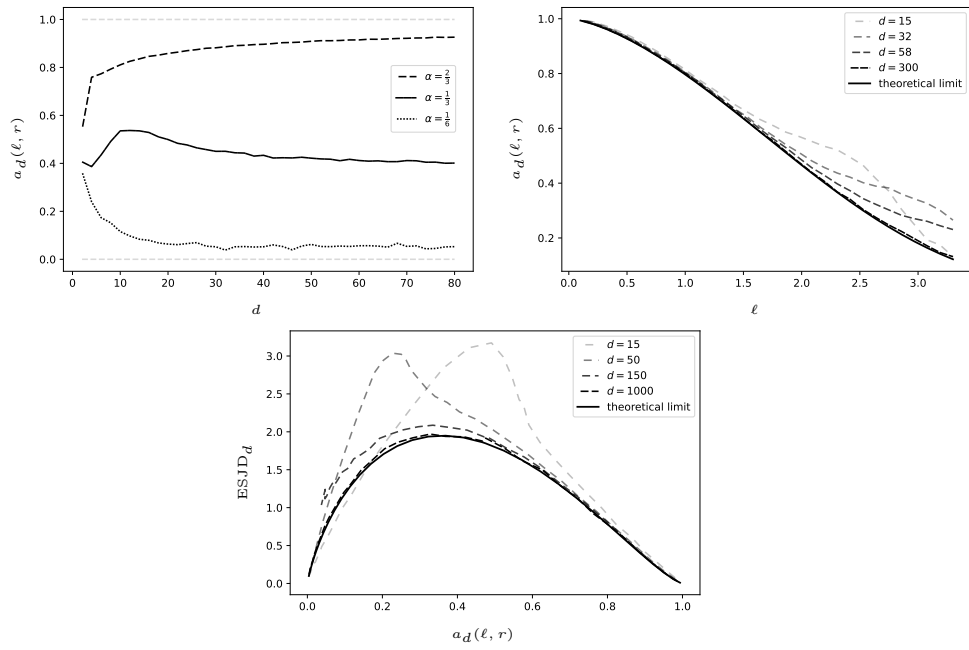 1.0
0.8
0.6
0.4
0.2
0.0
a_d(ℓ, r)
α = 2/3
α = 1/3
α = 1/6
0 10 20 30 40 50 60 70 80
d
1.0
0.8
0.6
0.4
0.2
a_d(ℓ, r)
d = 15
d = 32
d = 58
d = 300
theoretical limit
0.0 0.5 1.0 1.5 2.0 2.5 3.0
ℓ
3.0
2.5
2.0
1.5
1.0
0.5
0.0
ESJD_d
d = 15
d = 50
d = 150
d = 1000
theoretical limit
0.0 0.2 0.4 0.6 0.8 1.0
a_d(ℓ, r)